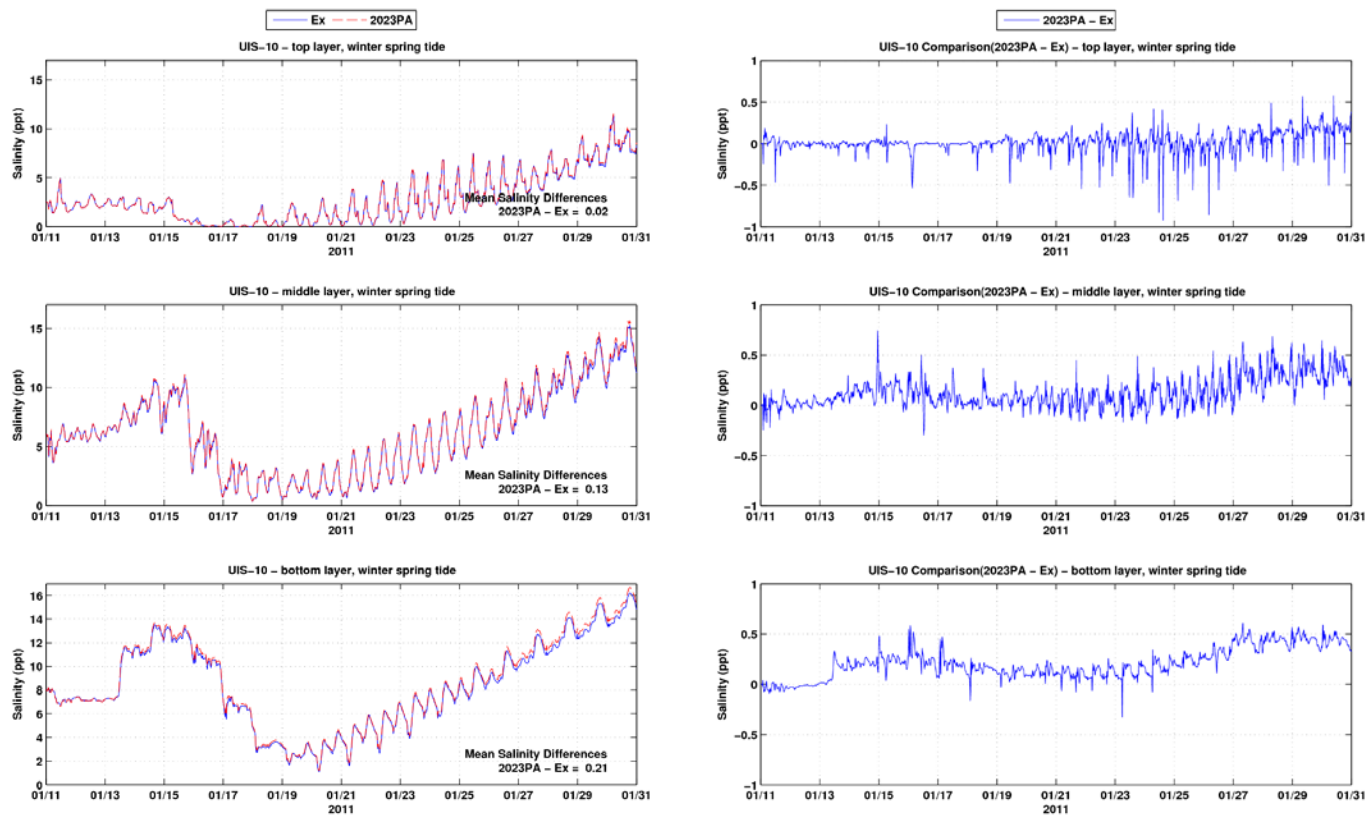 Ex 2023PA
UIS-10 - top layer, winter spring tide
Salinity (ppt)
15
10
5
0
Mean Salinity Differences
2023PA - Ex = 0.02
01/11 01/13 01/15 01/17 01/19 01/21 01/23 01/25 01/27 01/29 01/31
2011
2023PA - Ex
UIS-10 Comparison(2023PA - Ex) - top layer, winter spring tide
Salinity (ppt)
1
0.5
0
-0.5
-1
01/11 01/13 01/15 01/17 01/19 01/21 01/23 01/25 01/27 01/29 01/31
2011
UIS-10 - middle layer, winter spring tide
Salinity (ppt)
15
10
5
0
Mean Salinity Differences
2023PA - Ex = 0.13
01/11 01/13 01/15 01/17 01/19 01/21 01/23 01/25 01/27 01/29 01/31
2011
UIS-10 Comparison(2023PA - Ex) - middle layer, winter spring tide
Salinity (ppt)
1
0.5
0
-0.5
-1
01/11 01/13 01/15 01/17 01/19 01/21 01/23 01/25 01/27 01/29 01/31
2011
UIS-10 - bottom layer, winter spring tide
Salinity (ppt)
16
14
12
10
8
6
4
2
0
Mean Salinity Differences
2023PA - Ex = 0.21
01/11 01/13 01/15 01/17 01/19 01/21 01/23 01/25 01/27 01/29 01/31
2011
UIS-10 Comparison(2023PA - Ex) - bottom layer, winter spring tide
Salinity (ppt)
1
0.5
0
-0.5
-1
01/11 01/13 01/15 01/17 01/19 01/21 01/23 01/25 01/27 01/29 01/31
2011